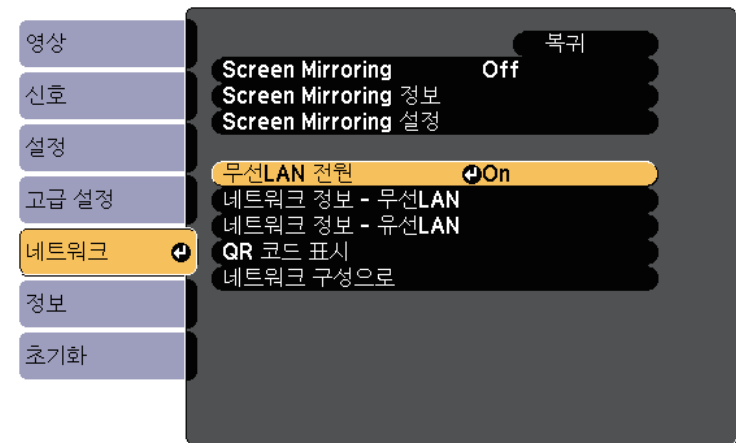 영상
신호
설정
고급 설정
네트워크
정보
초기화
복귀
Screen Mirroring Off
Screen Mirroring 정보
Screen Mirroring 설정
무선LAN 전원 On
네트워크 정보 - 무선LAN
네트워크 정보 - 유선LAN
QR 코드 표시
네트워크 구성으로